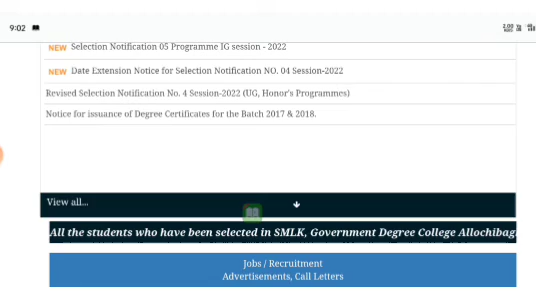 9:02
NEW Selection Notification 05 Programme IG session - 2022
NEW Date Extension Notice for Selection Notification NO. 04 Session-2022
Revised Selection Notification No. 4 Session-2022 (UG, Honor's Programmes)
Notice for issuance of Degree Certificates for the Batch 2017 & 2018.
View all...
All the students who have been selected in SMLK, Government Degree College Allochibag
Jobs / Recruitment
Advertisements, Call Letters